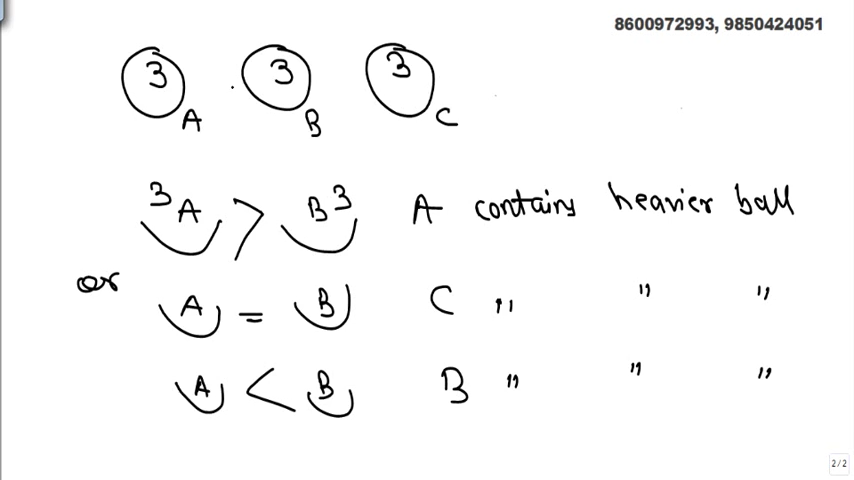 8600972993, 9850424051
3 3 3
A B C
3 A > B 3 A contains heavier ball
or
A = B C " " "
A < B B " " "
2/2